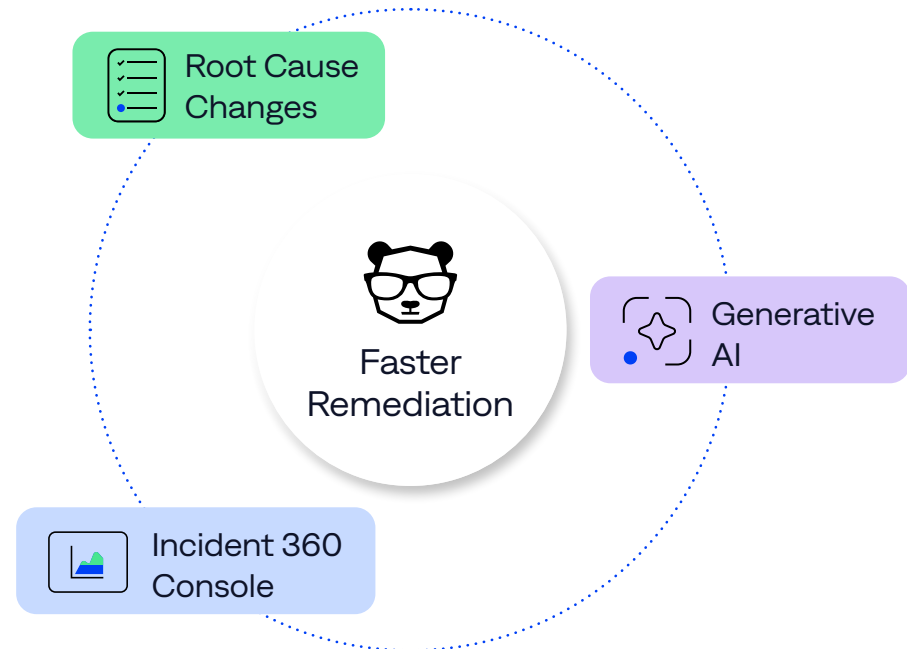 Root Cause
Changes
Faster
Remediation
Generative
AI
Incident 360
Console